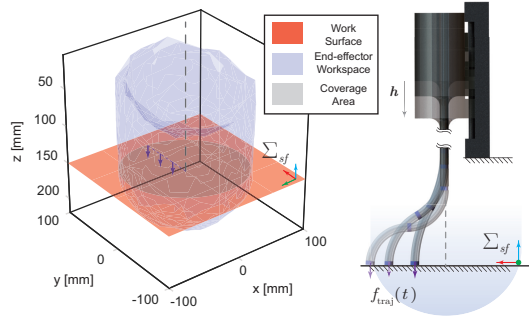 Work
Surface
End-effector
Workspace
Coverage
Area
50
100
150
200
z [mm]
100
0
-100
y [mm]
-100
0
100
x [mm]
Σsf
h
Σsf
ftraj(t)